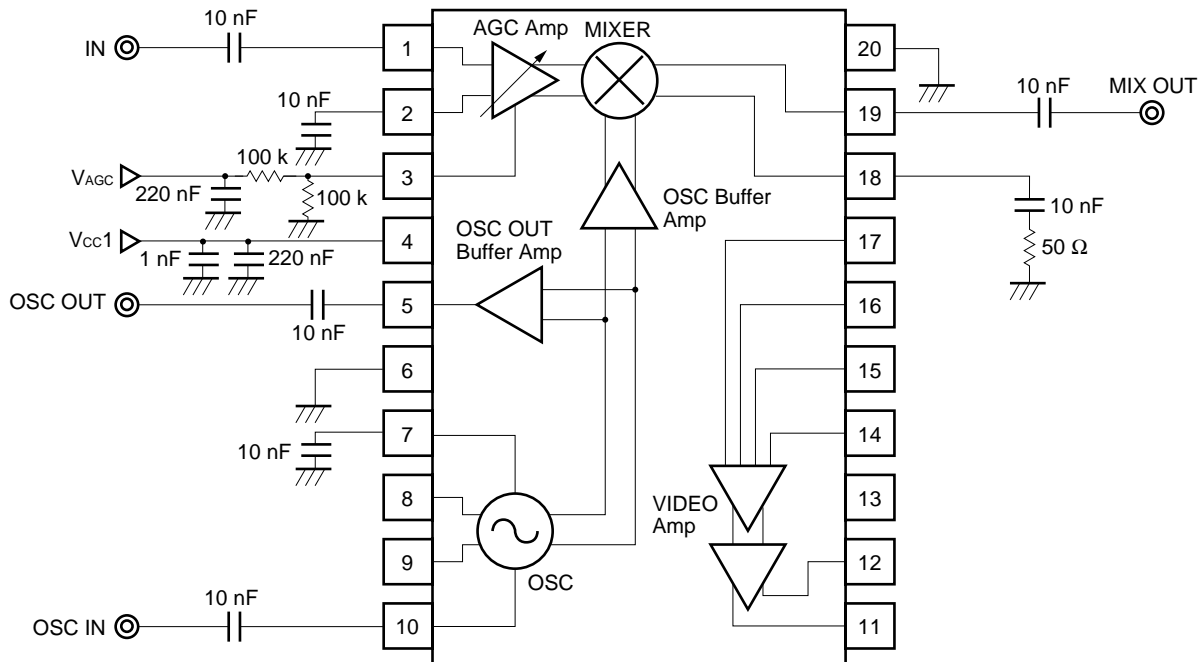 10 nF
IN
1
AGC Amp
MIXER
20
10 nF
2
10 nF
MIX OUT
19
VAGC
100 k
220 nF
100 k
3
18
10 nF
50 Ω
OSC Buffer
Amp
VCC1
1 nF
220 nF
4
OSC OUT
Buffer Amp
17
OSC OUT
10 nF
5
16
6
15
10 nF
7
14
8
VIDEO
Amp
13
9
OSC
12
10 nF
OSC IN
10
11